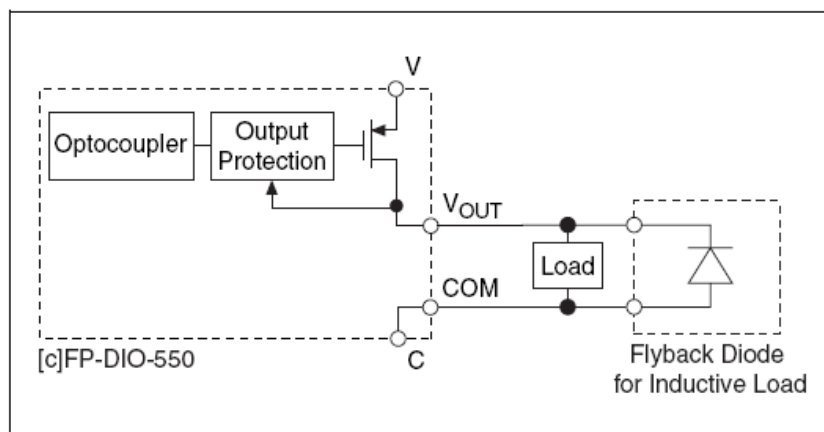 V
Optocoupler
Output
Protection
VOUT
Load
COM
C
[c]FP-DIO-550
Flyback Diode
for Inductive Load